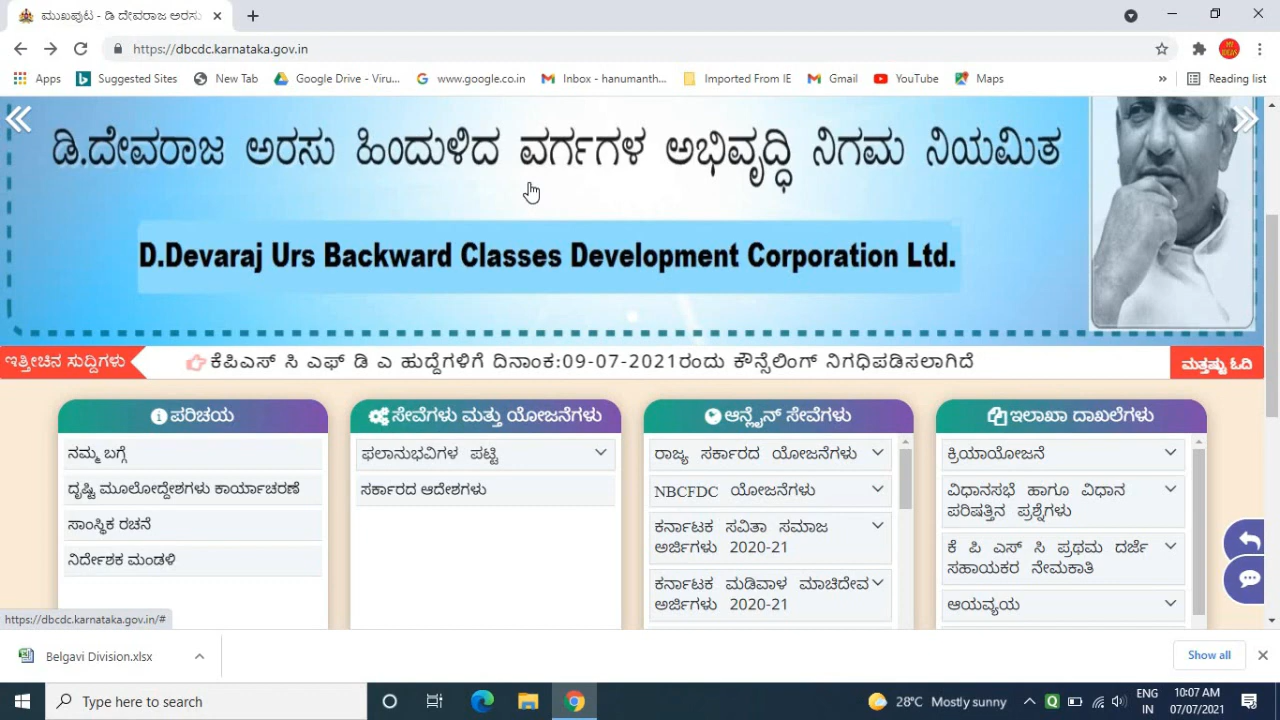 ಮುಖಪುಟ - ಡಿ ದೇವರಾಜ ಅರಸು
https://dbcdc.karnataka.gov.in
Apps Suggested Sites New Tab Google Drive - Viru... www.google.co.in Inbox - hanumanth... Imported From IE Gmail YouTube Maps » Reading list
ಡಿ.ದೇವರಾಜ ಅರಸು ಹಿಂದುಳಿದ ವರ್ಗಗಳ ಅಭಿವೃದ್ಧಿ ನಿಗಮ ನಿಯಮಿತ
D.Devaraj Urs Backward Classes Development Corporation Ltd.
ಇತ್ತೀಚಿನ ಸುದ್ದಿಗಳು ಕೆಪಿಎಸ್ ಸಿ ಎಫ್ ಡಿ ಎ ಹುದ್ದೆಗಳಿಗೆ ದಿನಾಂಕ:09-07-2021ರಂದು ಕೌನ್ಸೆಲಿಂಗ್ ನಿಗಧಿಪಡಿಸಲಾಗಿದೆ ಮತ್ತಷ್ಟು ಓದಿ
ಪರಿಚಯ
ನಮ್ಮ ಬಗ್ಗೆ
ದೃಷ್ಟಿ ಮೂಲೋದ್ದೇಶಗಳು ಕಾರ್ಯಾಚರಣೆ
ಸಾಂಸ್ಥಿಕ ರಚನೆ
ನಿರ್ದೇಶಕ ಮಂಡಳಿ
ಸೇವೆಗಳು ಮತ್ತು ಯೋಜನೆಗಳು
ಫಲಾನುಭವಿಗಳ ಪಟ್ಟಿ
ಸರ್ಕಾರದ ಆದೇಶಗಳು
ಆನ್ಲೈನ್ ಸೇವೆಗಳು
ರಾಜ್ಯ ಸರ್ಕಾರದ ಯೋಜನೆಗಳು
NBCFDC ಯೋಜನೆಗಳು
ಕರ್ನಾಟಕ ಸವಿತಾ ಸಮಾಜ
ಅರ್ಜಿಗಳು 2020-21
ಕರ್ನಾಟಕ ಮಡಿವಾಳ ಮಾಚಿದೇವ
ಅರ್ಜಿಗಳು 2020-21
ಇಲಾಖಾ ದಾಖಲೆಗಳು
ಕ್ರಿಯಾಯೋಜನೆ
ವಿಧಾನಸಭೆ ಹಾಗೂ ವಿಧಾನ
ಪರಿಷತ್ತಿನ ಪ್ರಶ್ನೆಗಳು
ಕೆ ಪಿ ಎಸ್ ಸಿ ಪ್ರಥಮ ದರ್ಜೆ
ಸಹಾಯಕರ ನೇಮಕಾತಿ
ಆಯವ್ಯಯ
https://dbcdc.karnataka.gov.in/#
Belgavi Division.xlsx Show all
Type here to search 28°C Mostly sunny ENG 10:07 AM
IN 07/07/2021